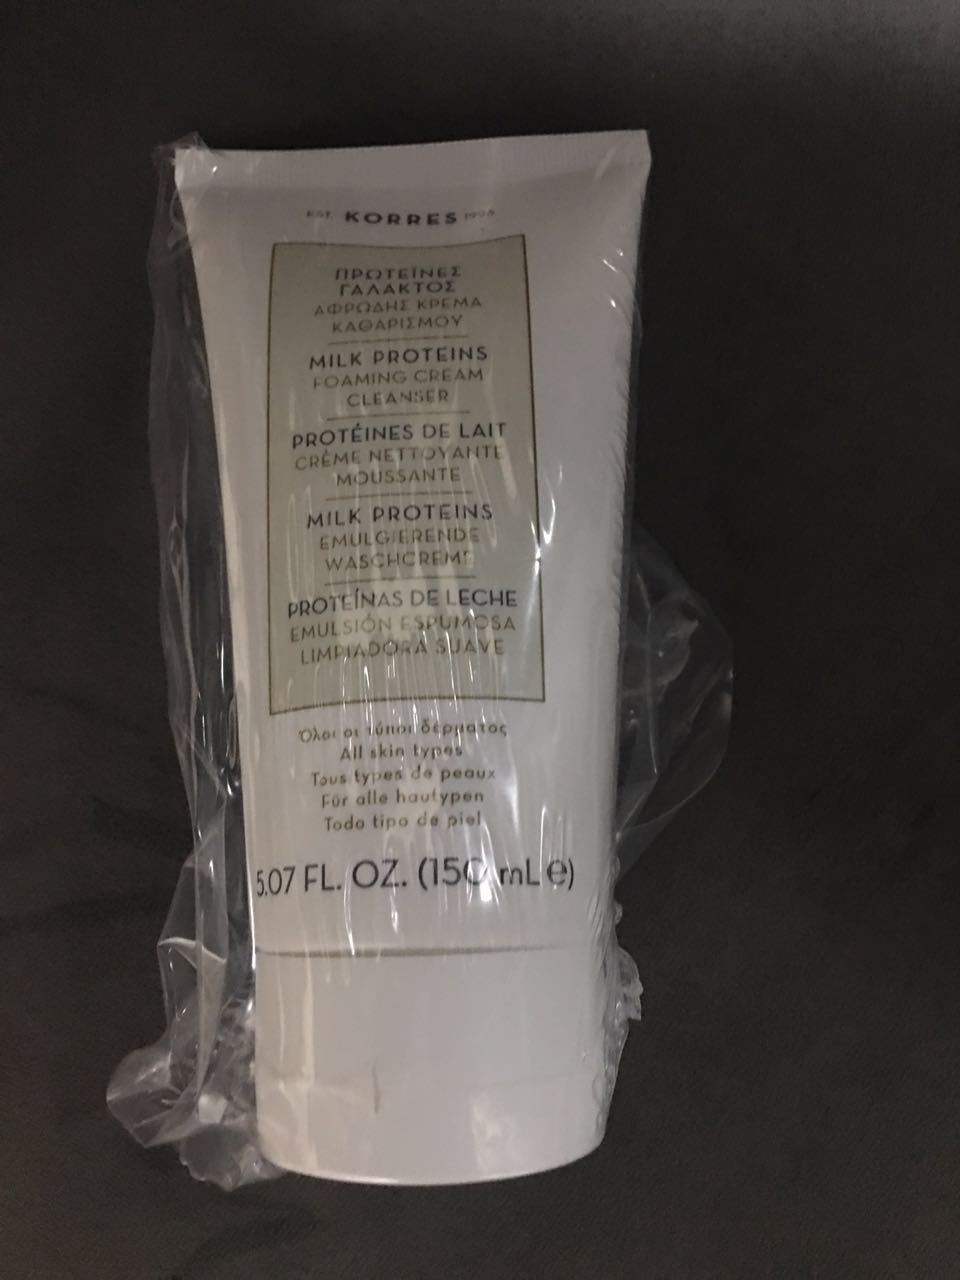 EST. KORRES 1996
ΠΡΩΤΕΪΝΕΣ
ΓΑΛΑΚΤΟΣ
ΑΦΡΩΔΗΣ ΚΡΕΜΑ
ΚΑΘΑΡΙΣΜΟΥ
MILK PROTEINS
FOAMING CREAM
CLEANSER
PROTÉINES DE LAIT
CRÈME NETTOYANTE
MOUSSANTE
MILK PROTEINS
EMULGIERENDE
WASCHCREME
PROTEÍNAS DE LECHE
EMULSIÓN ESPUMOSA
LIMPIADORA SUAVE
Όλοι οι τύποι δέρματος
All skin types
Tous types de peaux
Für alle hautypen
Todo tipo de piel
5.07 FL. OZ. (150 mL e)